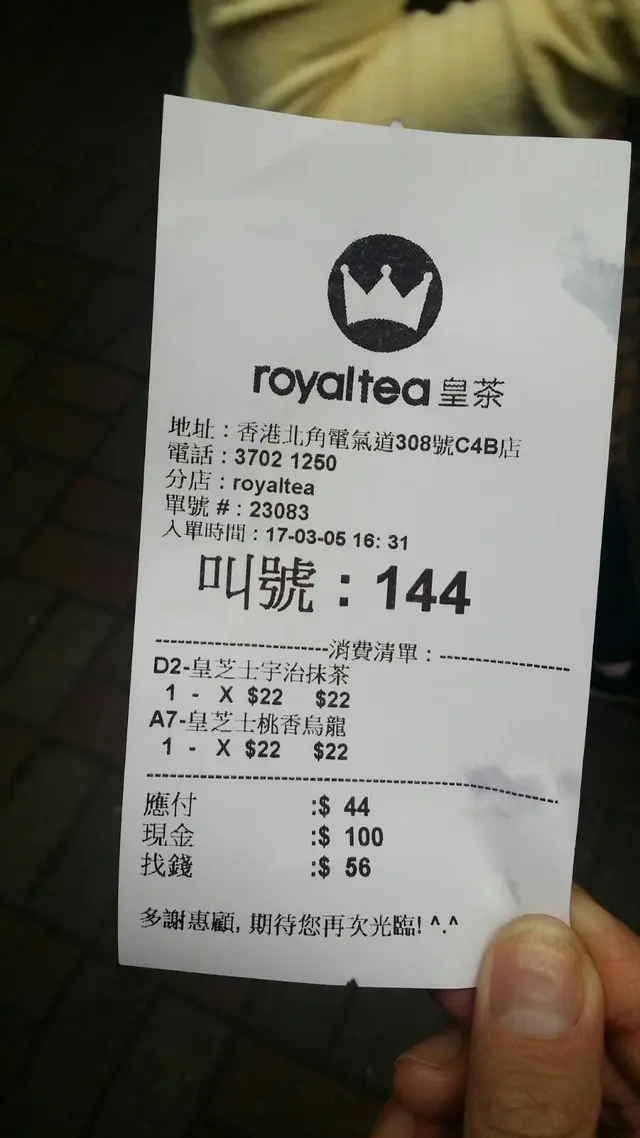 royaltea 皇茶
地址：香港北角電氣道308號C4B店
電話：3702 1250
分店：royaltea
單號 #：23083
入單時間：17-03-05 16: 31
叫號：144
--------------------消費清單：---------------
D2-皇芝士宇治抹茶
1 - X $22 $22
A7-皇芝士桃香烏龍
1 - X $22 $22
--------------------------------------------------
應付 :$ 44
現金 :$ 100
找錢 :$ 56
多謝惠顧, 期待您再次光臨! ^.^